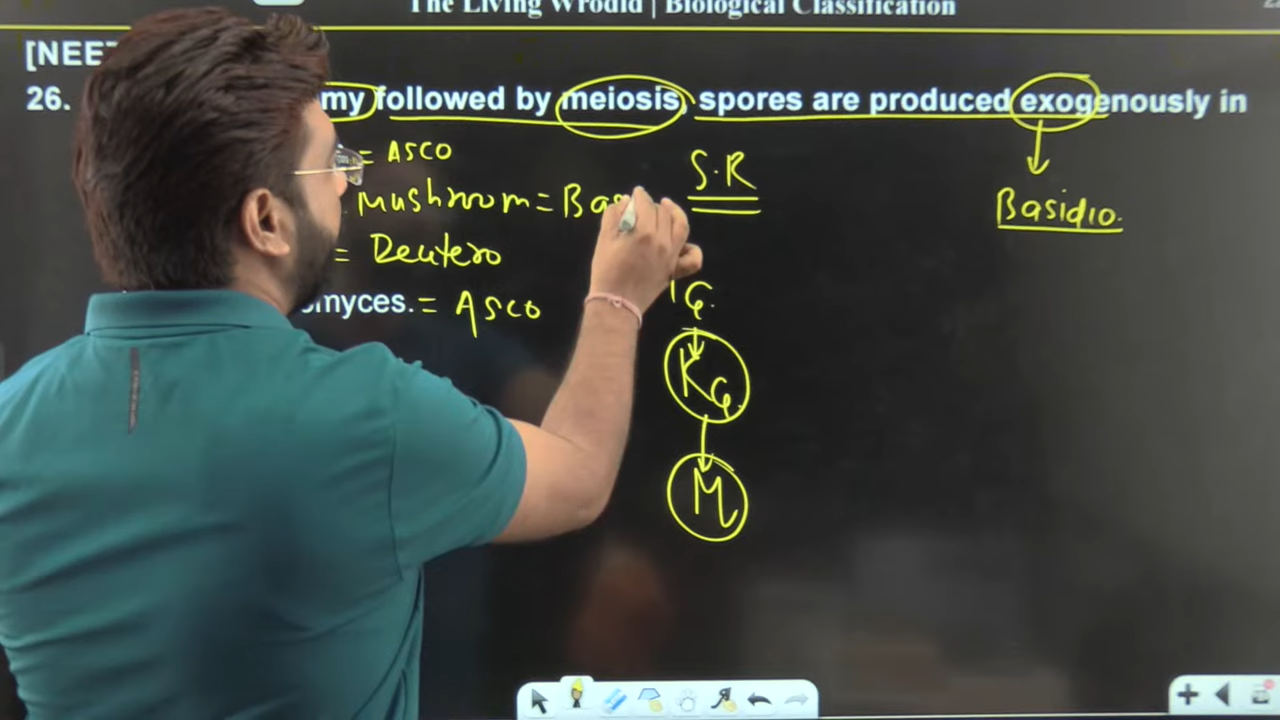 The Living Wrodld | Biological Classification
[NEET
26. my followed by meiosis, spores are produced exogenously in
= Asco
S.R
Mushroom = Bas
Basidio.
= Deutero
G.
omyces. = Asco
KG.
M